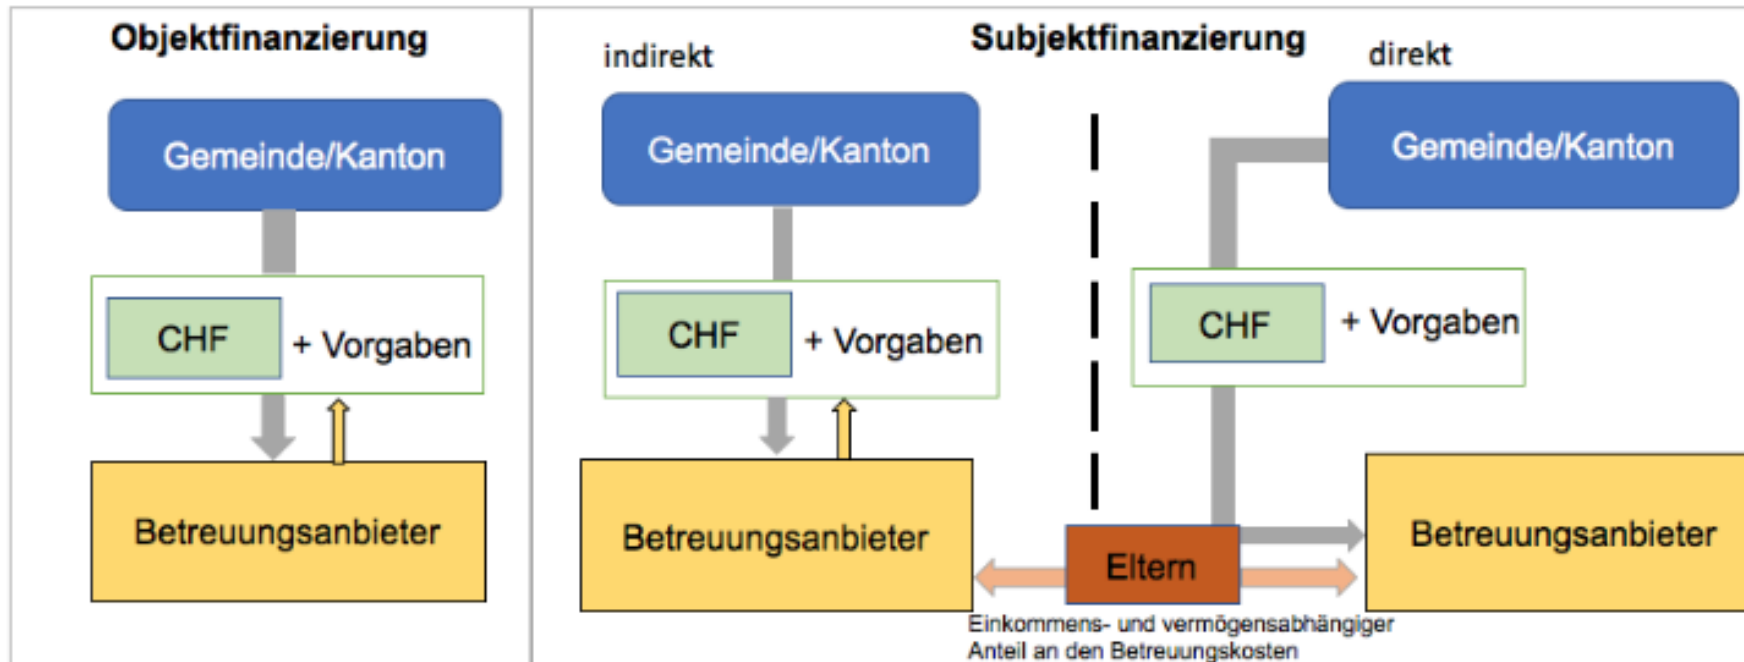 Objektfinanzierung
Gemeinde/Kanton
CHF
+ Vorgaben
Betreuungsanbieter
Subjektfinanzierung
indirekt
Gemeinde/Kanton
CHF
+ Vorgaben
Betreuungsanbieter
direkt
Gemeinde/Kanton
CHF
+ Vorgaben
Betreuungsanbieter
Eltern
Einkommens- und vermögensabhängiger
Anteil an den Betreuungskosten